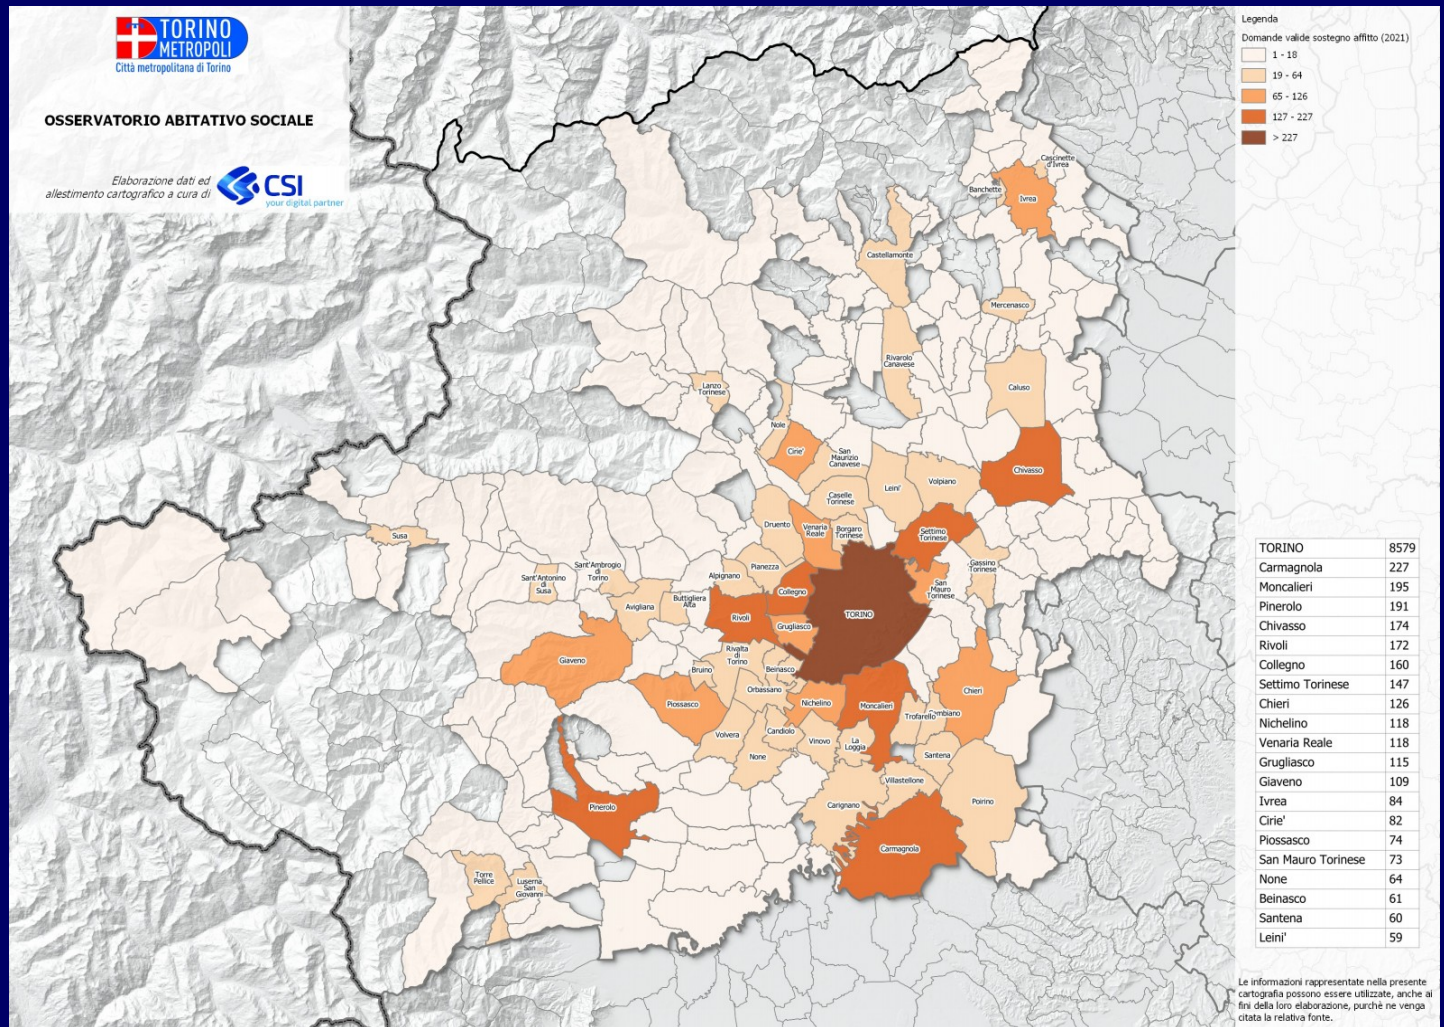 TORINO
METROPOLI
Città metropolitana di Torino
OSSERVATORIO ABITATIVO SOCIALE
Elaborazione dati ed
allestimento cartografico a cura di
CSI
your digital partner
Legenda
Domande valide sostegno affitto (2021)
1 - 18
19 - 64
65 - 126
127 - 227
> 227
Cascinette
d'Ivrea
Banchette
Ivrea
Castellamonte
Mercenasco
Rivarolo
Canavese
Lanzo
Torinese
Caluso
Nole
Cirie'
San
Maurizio
Canavese
Chivasso
Leini'
Volpiano
Caselle
Torinese
Druento
Venaria
Reale
Borgaro
Torinese
Settimo
Torinese
Susa
Sant'Ambrogio
di
Torino
Sant'Antonino
di
Susa
Pianezza
Alpignano
Gassino
Torinese
San
Mauro
Torinese
Collegno
Buttigliera
Alta
Avigliana
Rivoli
TORINO
Grugliasco
Giaveno
Rivalta
di
Torino
Bruino
Beinasco
Orbassano
Piossasco
Nichelino
Moncalieri
Chieri
Trofarello
Cambiano
Volvera
Candiolo
Vinovo
La
Loggia
None
Santena
Villastellone
Pinerolo
Carignano
Poirino
Carmagnola
Torre
Pellice
Luserna
San
Giovanni
TORINO 8579
Carmagnola 227
Moncalieri 195
Pinerolo 191
Chivasso 174
Rivoli 172
Collegno 160
Settimo Torinese 147
Chieri 126
Nichelino 118
Venaria Reale 118
Grugliasco 115
Giaveno 109
Ivrea 84
Cirie' 82
Piossasco 74
San Mauro Torinese 73
None 64
Beinasco 61
Santena 60
Leini' 59
Le informazioni rappresentate nella presente
cartografia possono essere utilizzate, anche ai
fini della loro elaborazione, purchè ne venga
citata la relativa fonte.